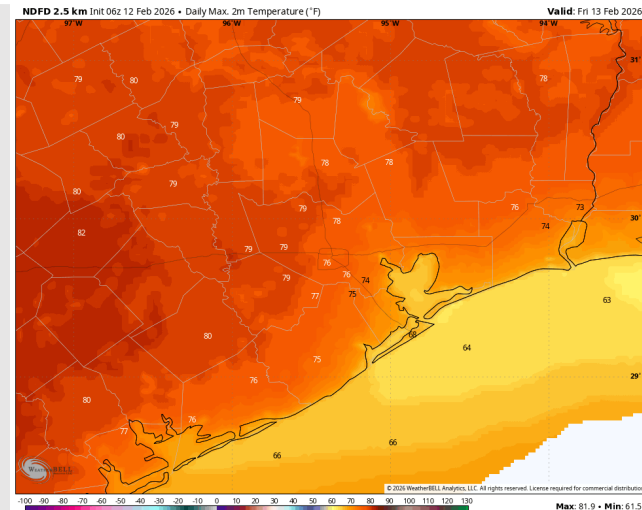 NDFD 2.5 km Init 06z 12 Feb 2026 • Daily Max. 2m Temperature (°F) Valid: Fri 13 Feb 2026
97°W 96°W 95°W 94°W
31°
79 80 78
79
80 79
78 78
80 79
79 76 73
82 78 74 30°
79 79
76
79 76 74
77 75
63
80 68
64
75
76 29°
80
76
77
66 66
WEATHERBELL
© 2026 WeatherBELL Analytics, LLC. All rights reserved. License required for commercial distribution
-100 -90 -80 -70 -60 -50 -40 -30 -20 -10 0 10 20 30 40 50 60 70 80 90 100 110 120 130
Max: 81.9 • Min: 61.5